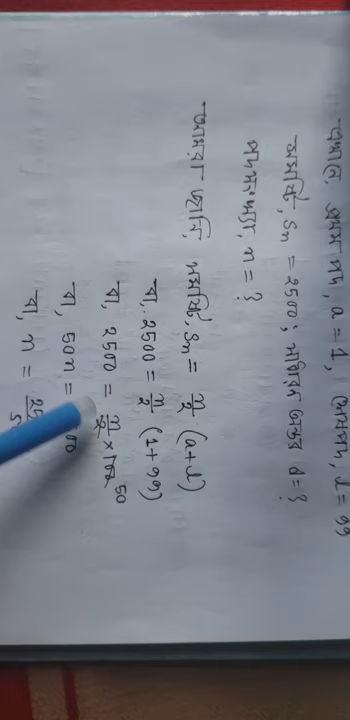 এখানে, প্রথম পদ, a = 1, শেষপদ, l = 99
সমষ্টি, Sn = 2500; সাধারণ অন্তর d = ?
পদসংখ্যা, n = ?
আমরা জানি, সমষ্টি, Sn = n/2 (a+l)
বা, 2500 = n/2 (1+99)
বা, 2500 = n/2 × 100 50
বা, 50n =
বা, n =